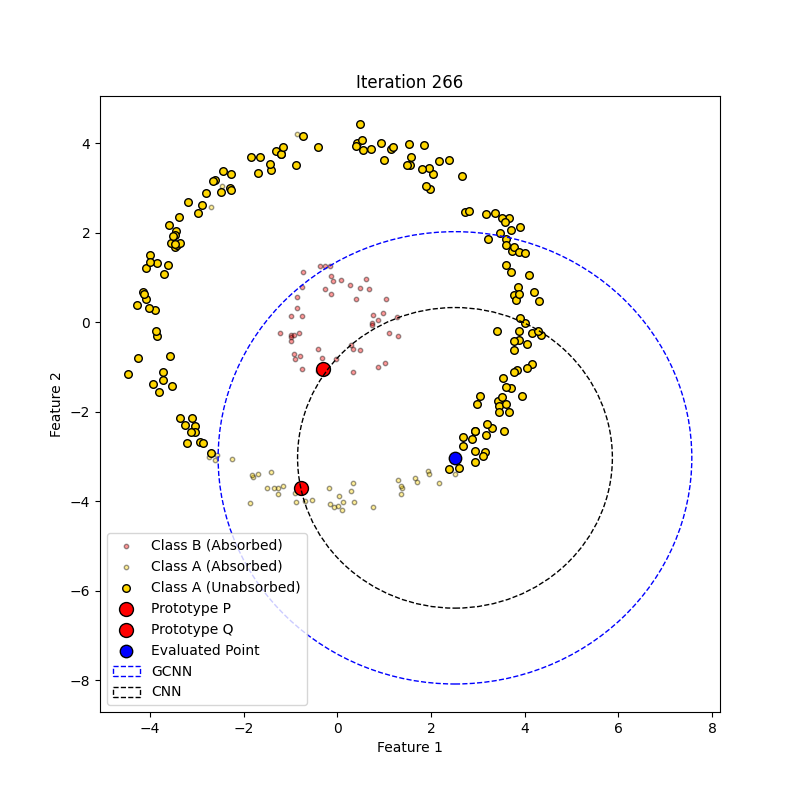 Iteration 266
Feature 2
4
2
0
−2
−4
−6
−8
Class B (Absorbed)
Class A (Absorbed)
Class A (Unabsorbed)
Prototype P
Prototype Q
Evaluated Point
GCNN
CNN
−4 −2 0 2 4 6 8
Feature 1